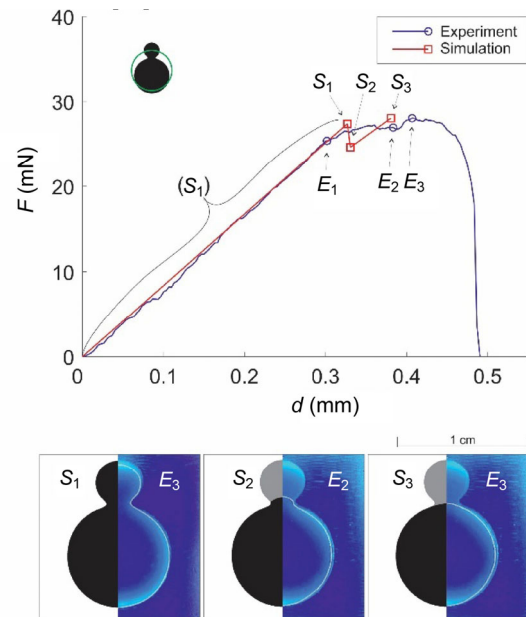 40
30
20
10
0
F (mN)
Experiment
Simulation
S1
S2
S3
(S1)
E1
E2
E3
0
0.1
0.2
0.3
0.4
0.5
d (mm)
1 cm
S1
E3
S2
E2
S3
E3